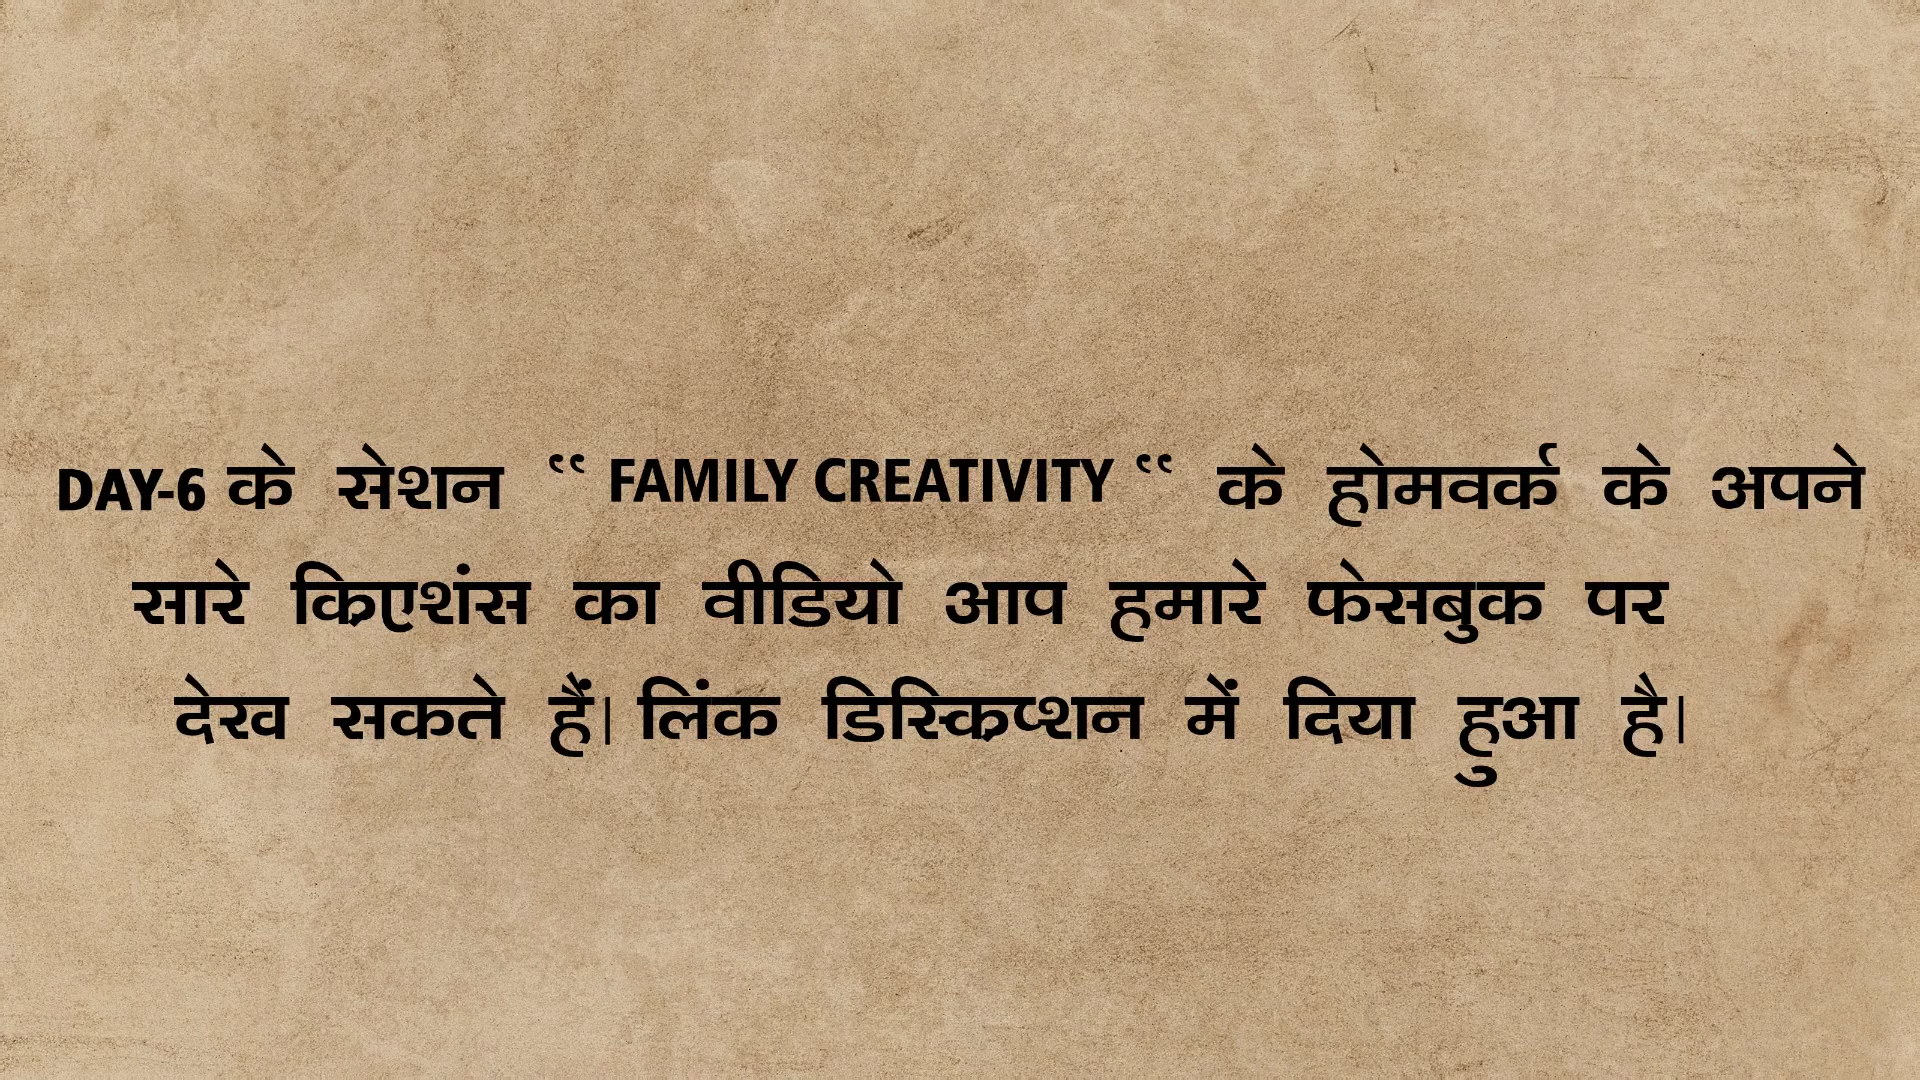 DAY-6 के सेशन “ FAMILY CREATIVITY “ के होमवर्क के अपने
सारे क्रिएशंस का वीडियो आप हमारे फेसबुक पर
देख सकते हैं| लिंक डिस्क्रिप्शन में दिया हुआ है|